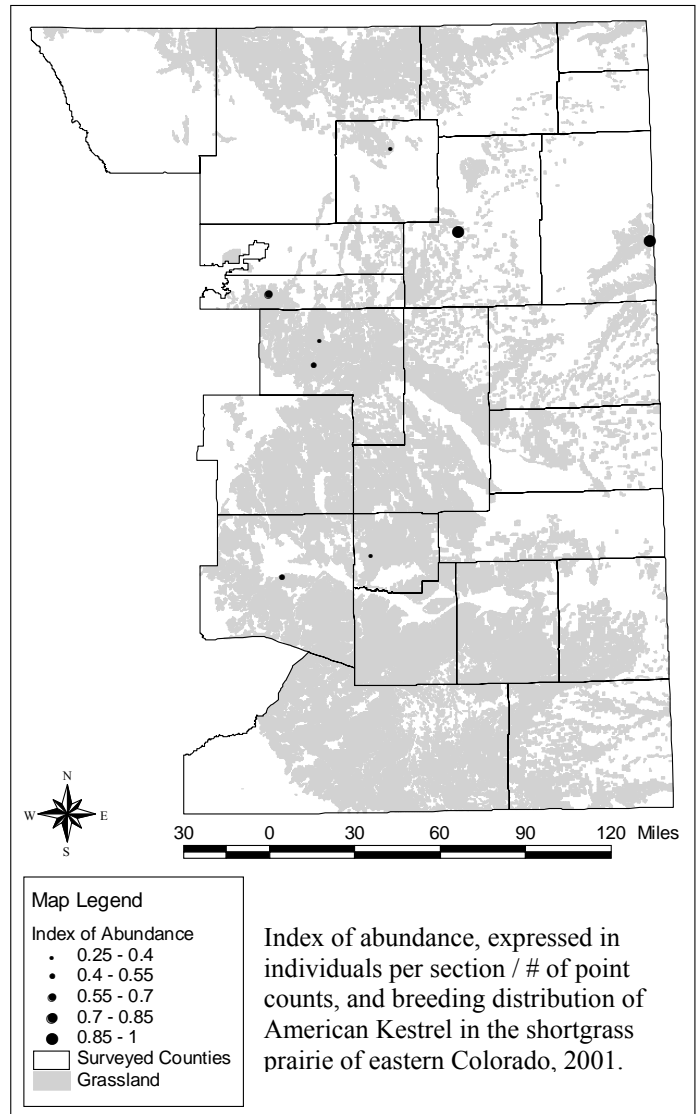 N
W E
S
30 0 30 60 90 120 Miles
Map Legend
Index of Abundance
0.25 - 0.4
0.4 - 0.55
0.55 - 0.7
0.7 - 0.85
0.85 - 1
Surveyed Counties
Grassland
Index of abundance, expressed in
individuals per section / # of point
counts, and breeding distribution of
American Kestrel in the shortgrass
prairie of eastern Colorado, 2001.